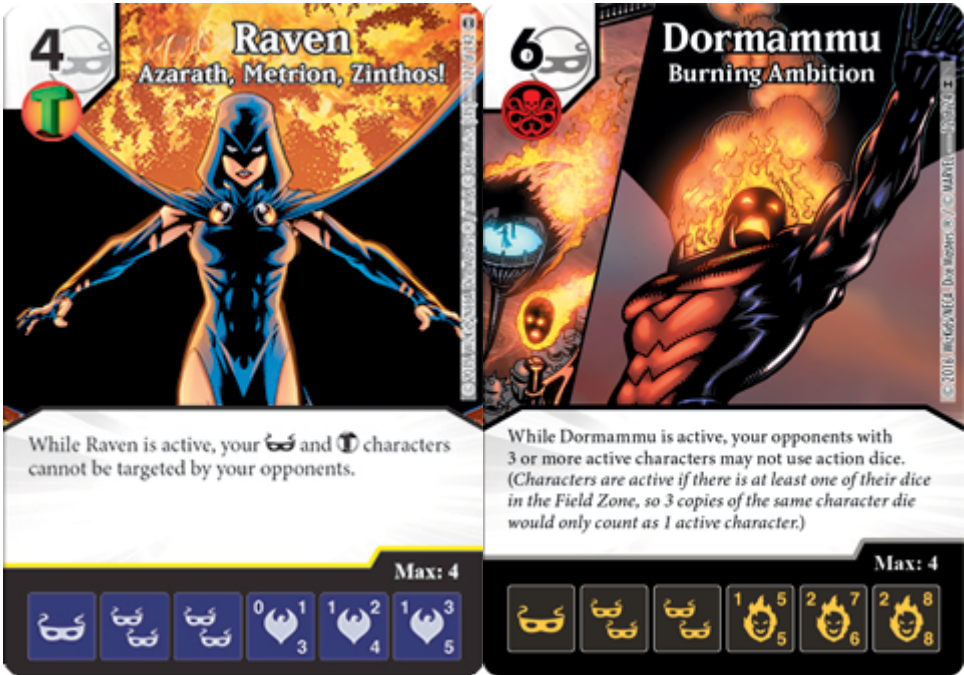 4
Raven
Azarath, Metrion, Zinthos!
T
While Raven is active, your and T characters
cannot be targeted by your opponents.
Max: 4
0 1 3
1 2 4
1 3 5
6
Dormammu
Burning Ambition
© 2016 WizKids/NECA
MARVEL
While Dormammu is active, your opponents with
3 or more active characters may not use action dice.
(Characters are active if there is at least one of their dice
in the Field Zone, so 3 copies of the same character die
would only count as 1 active character.)
Max: 4
1 5 5
2 7 6
2 8 8